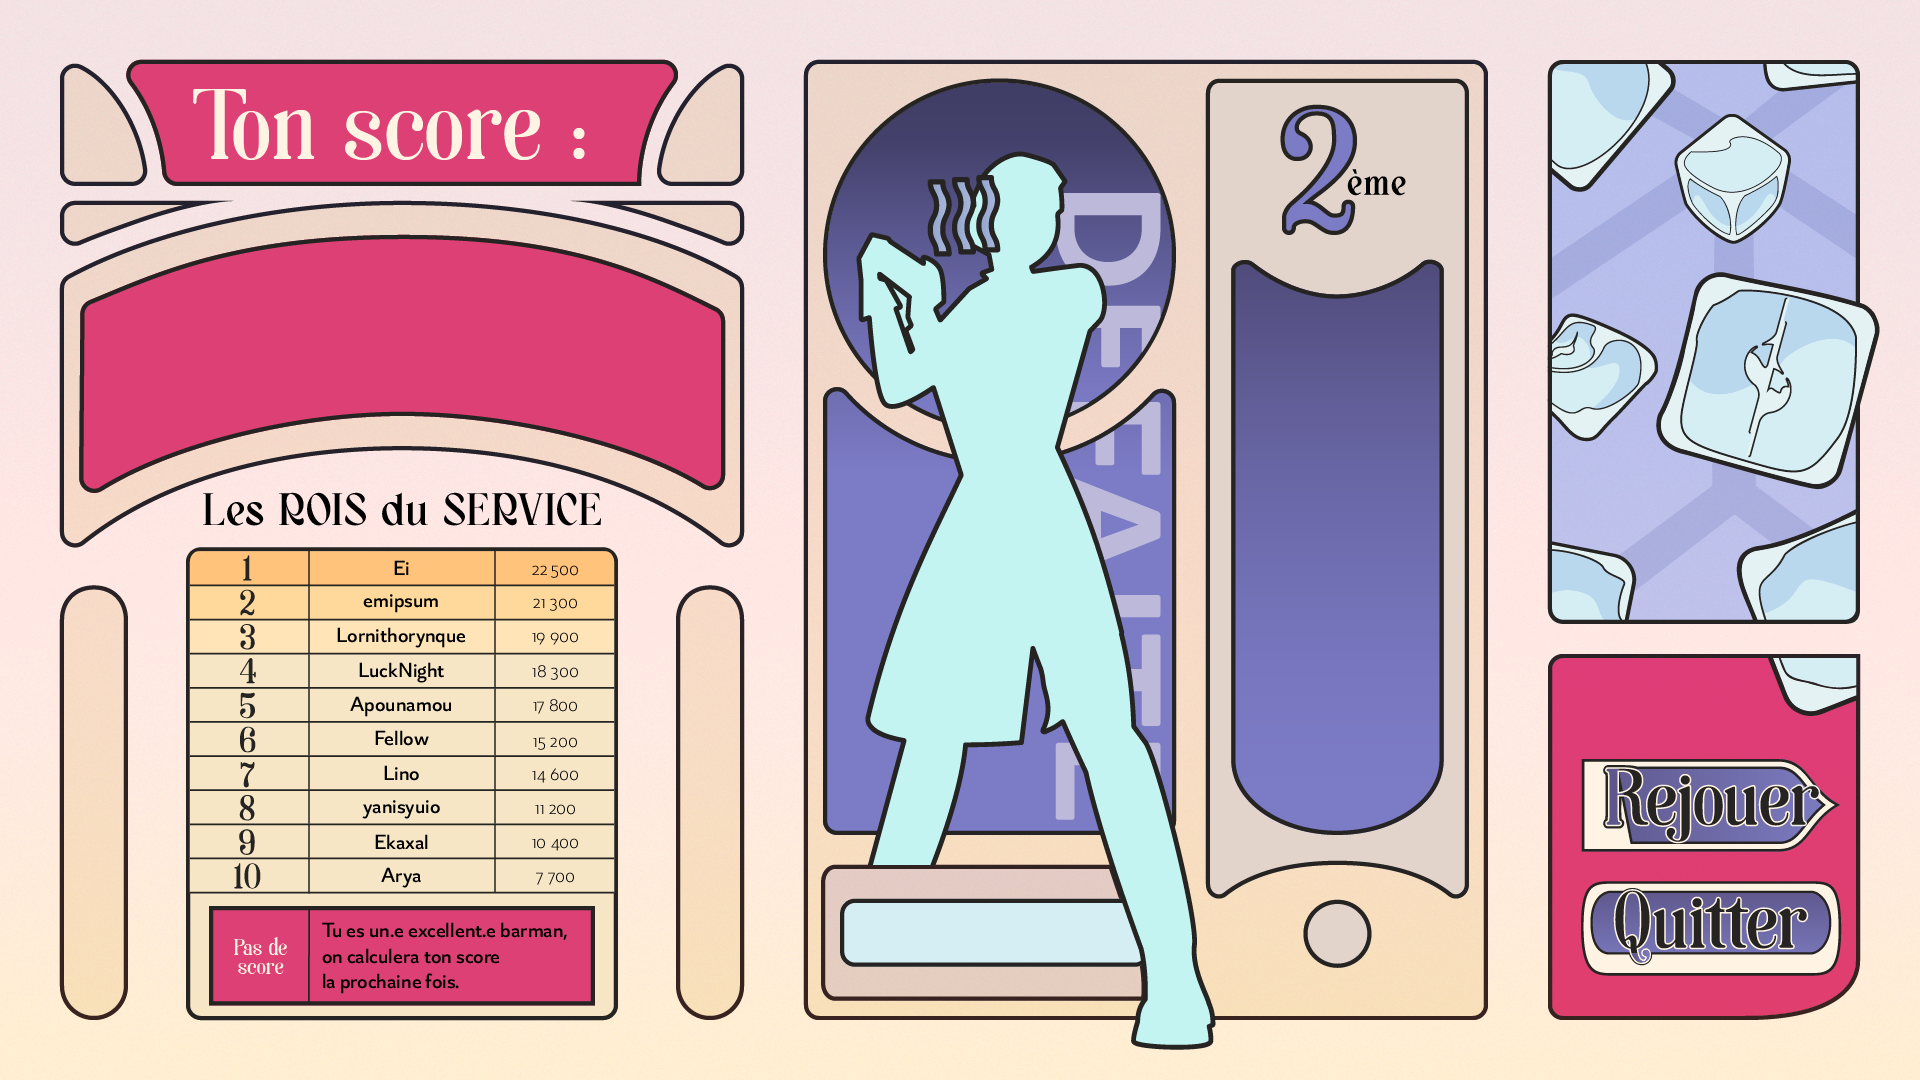 Ton score :
Les ROIS du SERVICE
1 Ei 22 500
2 emipsum 21 300
3 Lornithorynque 19 900
4 LuckNight 18 300
5 Apounamou 17 800
6 Fellow 15 200
7 Lino 14 600
8 yanisyuio 11 200
9 Ekaxal 10 400
10 Arya 7 700
Pas de
score
Tu es un.e excellent.e barman,
on calculera ton score
la prochaine fois.
2ème
Rejouer
Quitter